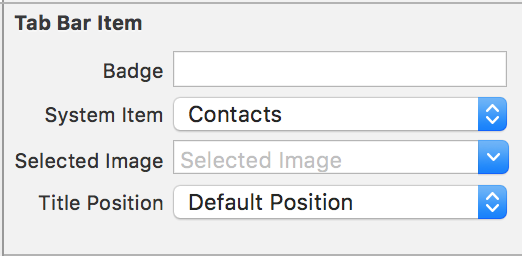 Tab Bar Item
Badge
System Item Contacts
Selected Image Selected Image
Title Position Default Position